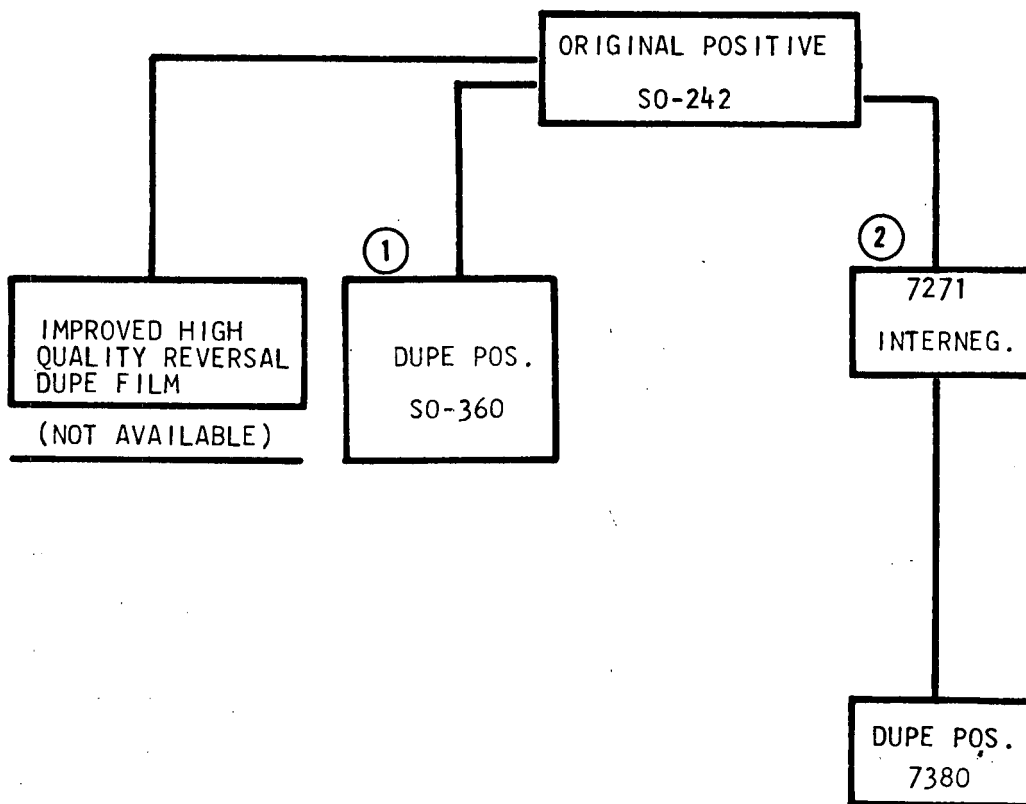 ORIGINAL POSITIVE
SO-242
1
2
IMPROVED HIGH
QUALITY REVERSAL
DUPE FILM
(NOT AVAILABLE)
DUPE POS.
SO-360
7271
INTERNEG.
DUPE POS.
7380